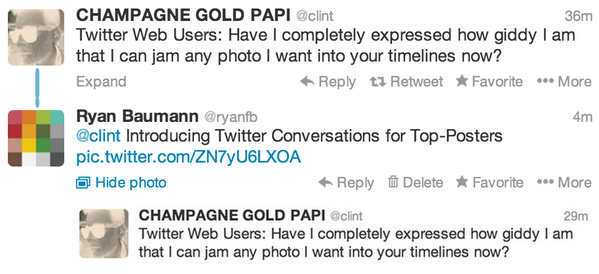 CHAMPAGNE GOLD PAPI @clint 36m
Twitter Web Users: Have I completely expressed how giddy I am
that I can jam any photo I want into your timelines now?
Expand Reply Retweet Favorite More
Ryan Baumann @ryanfb 4m
@clint Introducing Twitter Conversations for Top-Posters
pic.twitter.com/ZN7yU6LXOA
Hide photo Reply Delete Favorite More
CHAMPAGNE GOLD PAPI @clint 29m
Twitter Web Users: Have I completely expressed how giddy I am
that I can jam any photo I want into your timelines now?